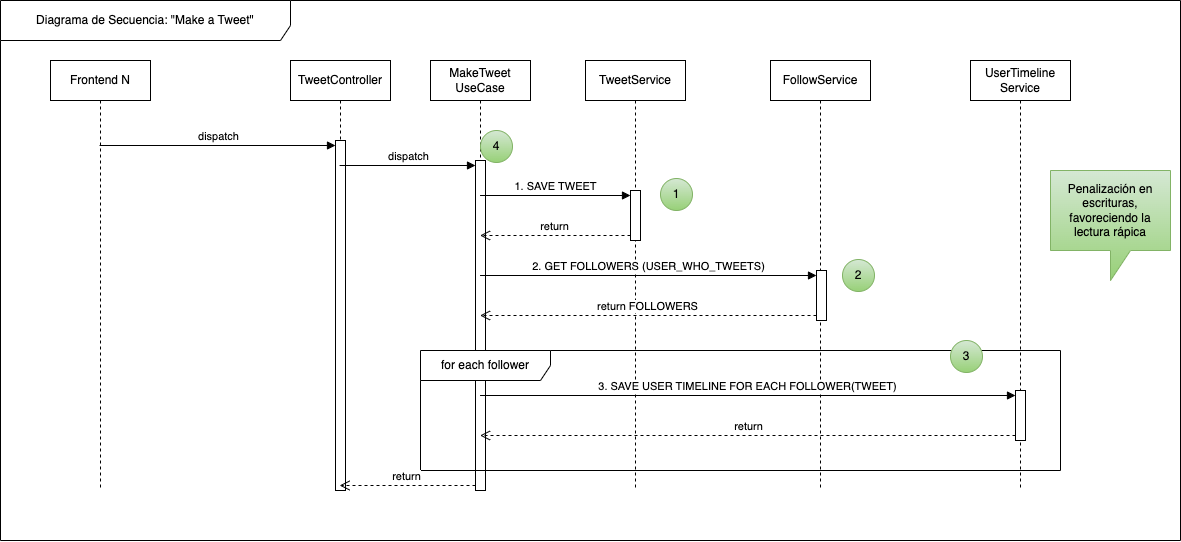 Diagrama de Secuencia: "Make a Tweet"
Frontend N
TweetController
MakeTweet
UseCase
TweetService
FollowService
UserTimeline
Service
dispatch
4
dispatch
1. SAVE TWEET
1
return
Penalización en
escrituras,
favoreciendo la
lectura rápica
2. GET FOLLOWERS (USER_WHO_TWEETS)
2
return FOLLOWERS
for each follower
3
3. SAVE USER TIMELINE FOR EACH FOLLOWER(TWEET)
return
return